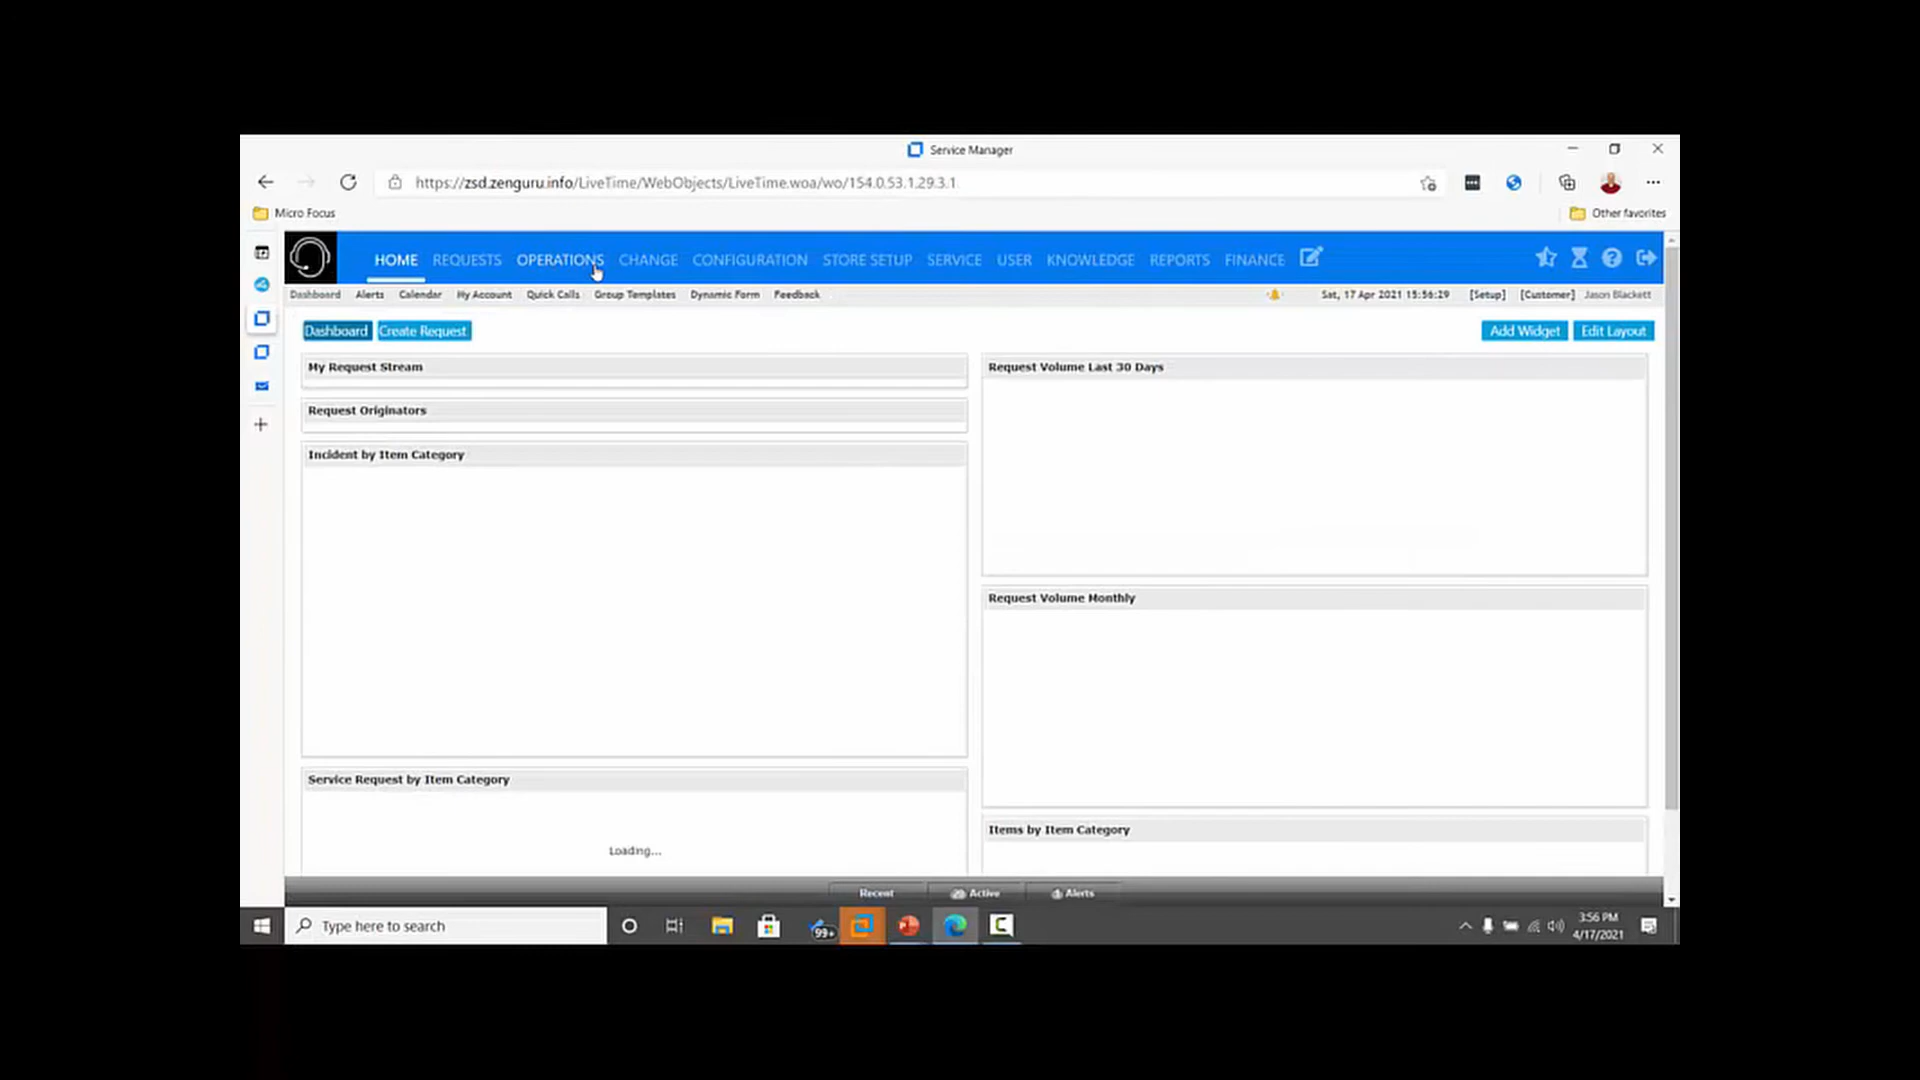 Service Manager
https://zsd.zenguru.info/LiveTime/WebObjects/LiveTime.woa/wo/154.0.53.1.29.3.1
Micro Focus
Other favorites
HOME REQUESTS OPERATIONS CHANGE CONFIGURATION STORE SETUP SERVICE USER KNOWLEDGE REPORTS FINANCE
Dashboard Alerts Calendar My Account Quick Calls Group Templates Dynamic Form Feedback Sat, 17 Apr 2021 15:56:29 [Setup] [Customer] Jason Blackett
Dashboard Create Request Add Widget Edit Layout
My Request Stream
Request Volume Last 30 Days
Request Originators
Incident by Item Category
Request Volume Monthly
Service Request by Item Category
Items by Item Category
Loading...
Recent Active Alerts
Type here to search
99+
3:56 PM
4/17/2021